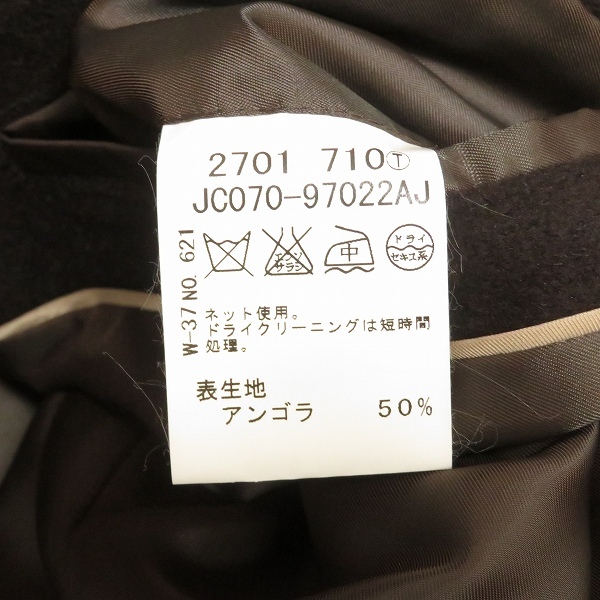 2701 710Ⓣ
JC070-97022AJ
W-37 NO. 621
エンソ
サラシ
中
ドライ
セキユ系
ネット使用。
ドライクリーニングは短時間
処理。
表生地
アンゴラ 50%